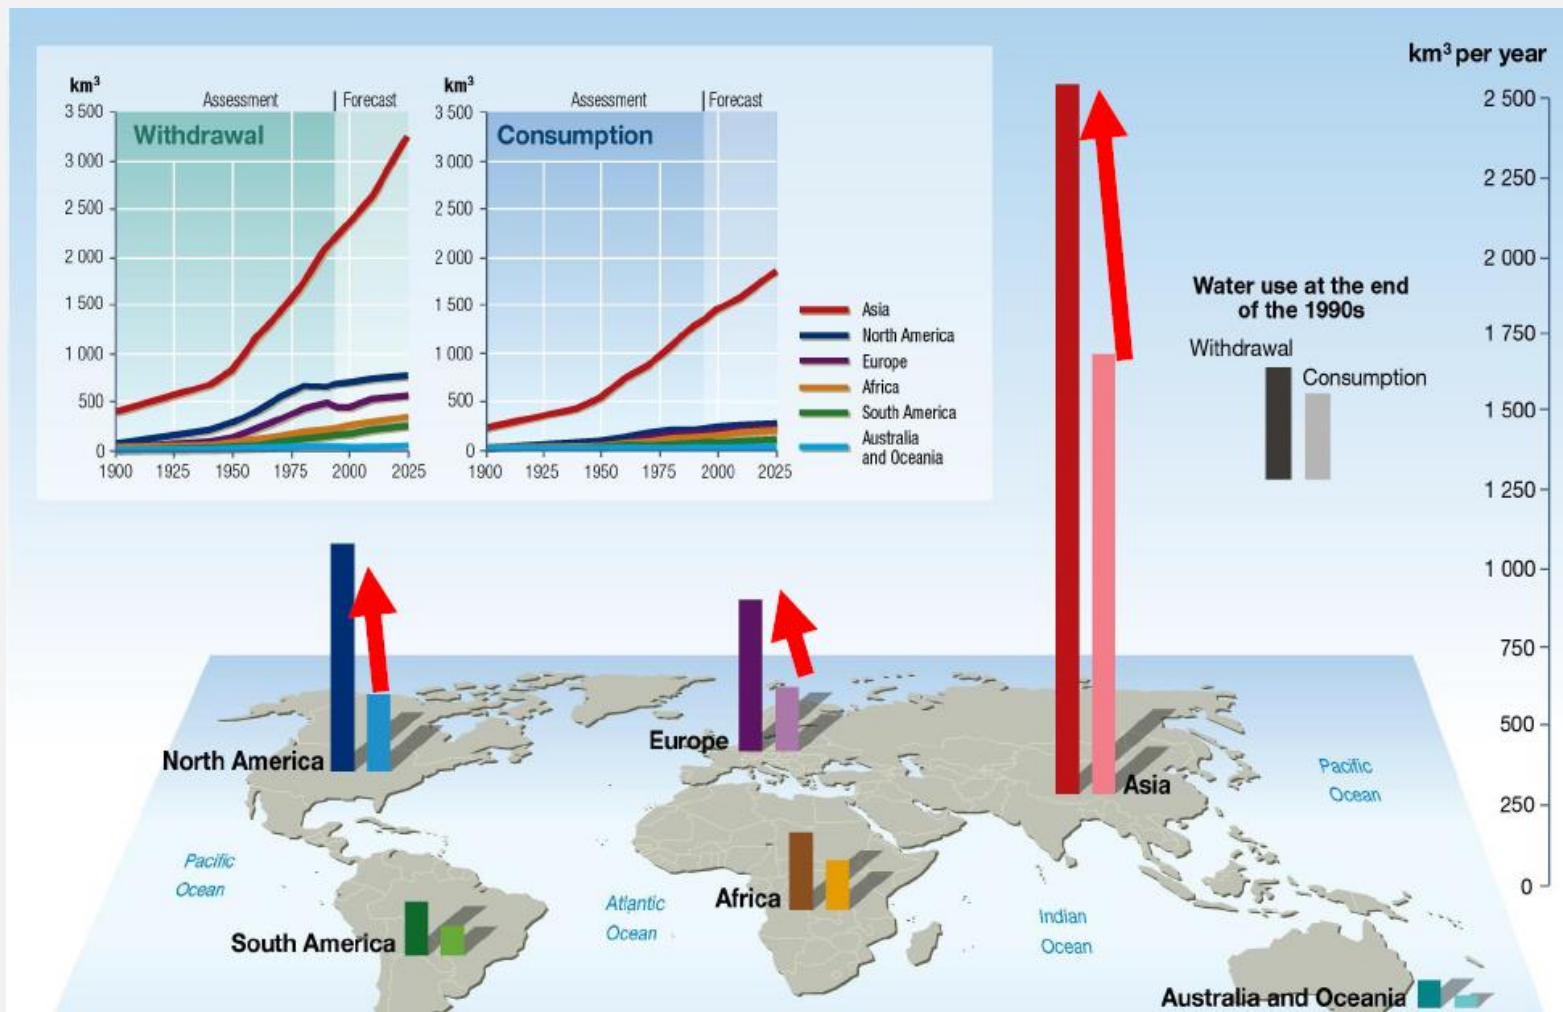 km³
Assessment
Forecast
3 500
3 000
2 500
2 000
1 500
1 000
500
0
Withdrawal
1900 1925 1950 1975 2000 2025
km³
Assessment
Forecast
3 500
3 000
2 500
2 000
1 500
1 000
500
0
Consumption
1900 1925 1950 1975 2000 2025
Asia
North America
Europe
Africa
South America
Australia
and Oceania
km³ per year
2 500
2 250
2 000
1 750
1 500
1 250
1 000
750
500
250
0
Water use at the end
of the 1990s
Withdrawal
Consumption
North America
Europe
Asia
Pacific
Ocean
Pacific
Ocean
Africa
Atlantic
Ocean
Indian
Ocean
South America
Australia and Oceania